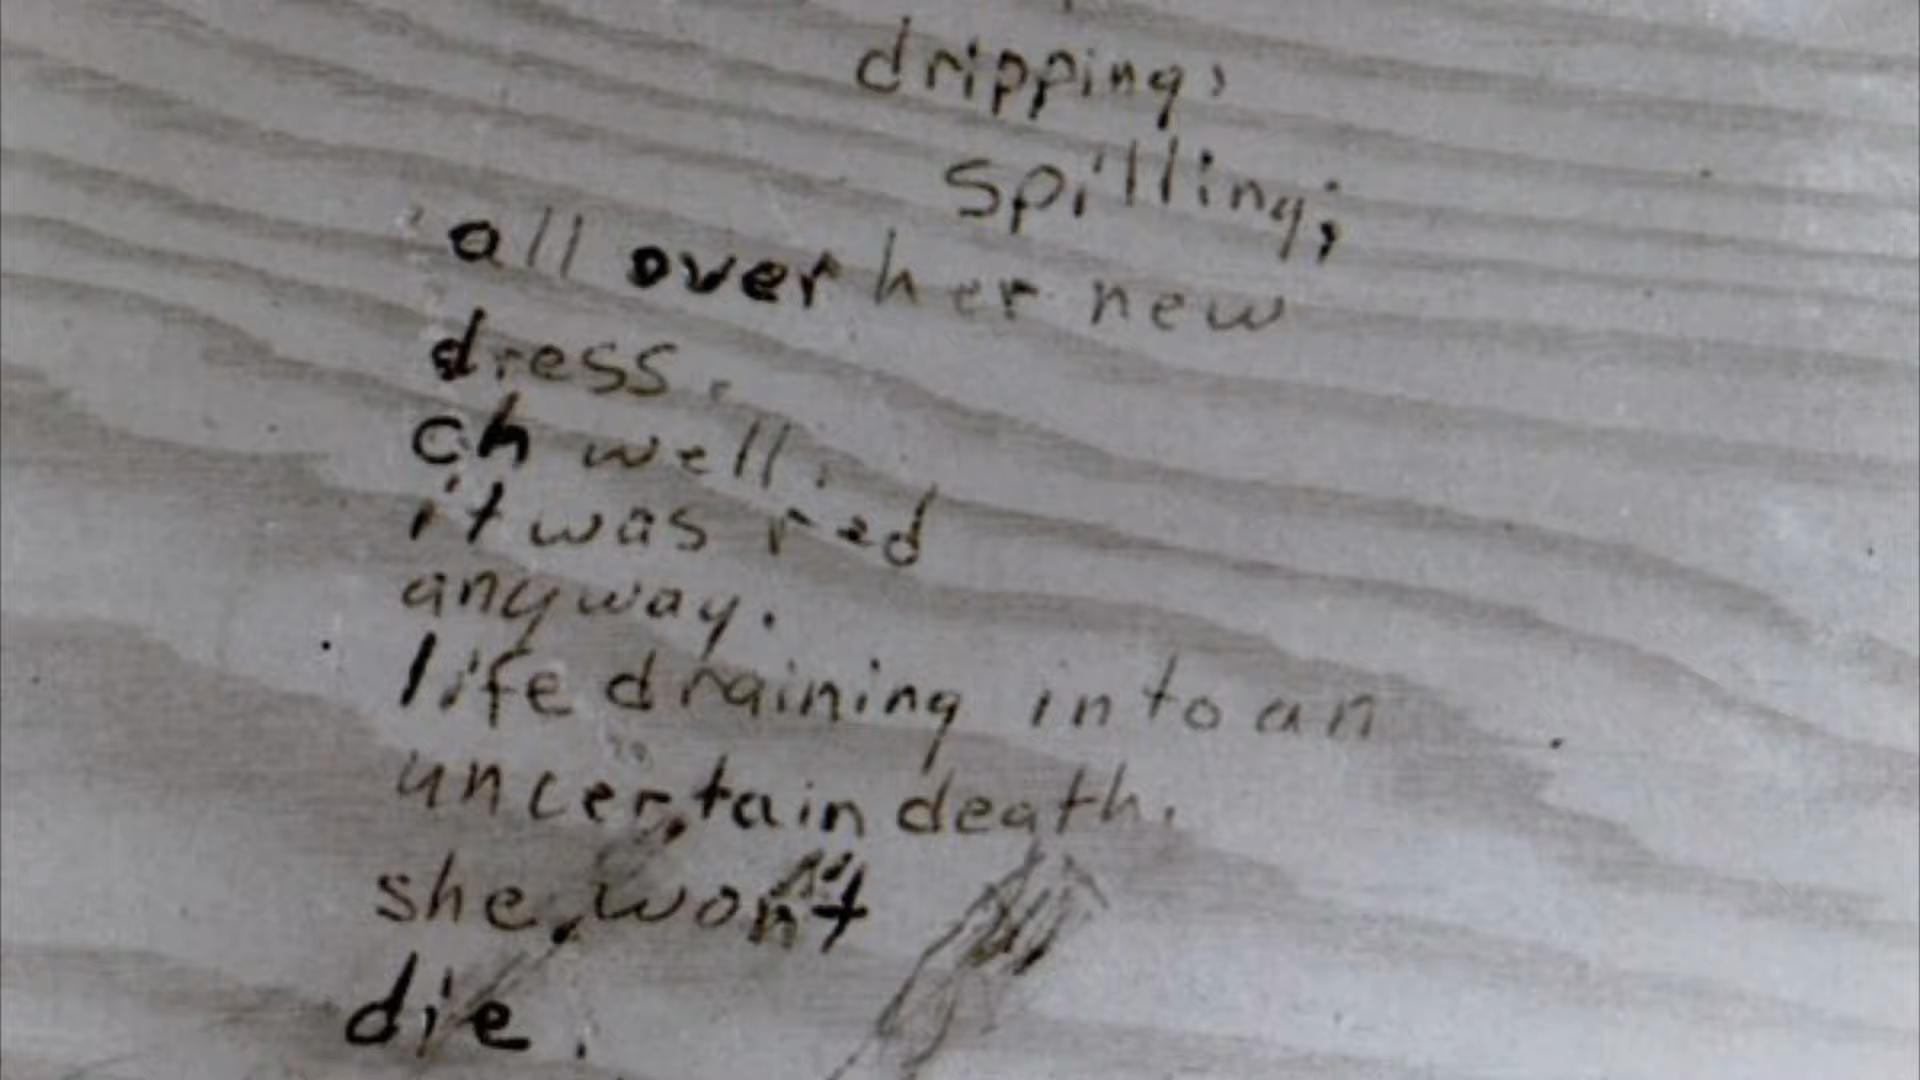 dripping,
spilling;
all over her new
dress.
oh well.
it was red
anyway.
life draining into an
uncertain death.
she won't
die.